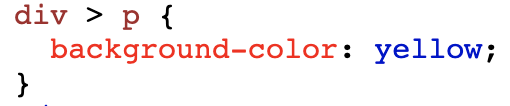 div > p {
  background-color: yellow;
}